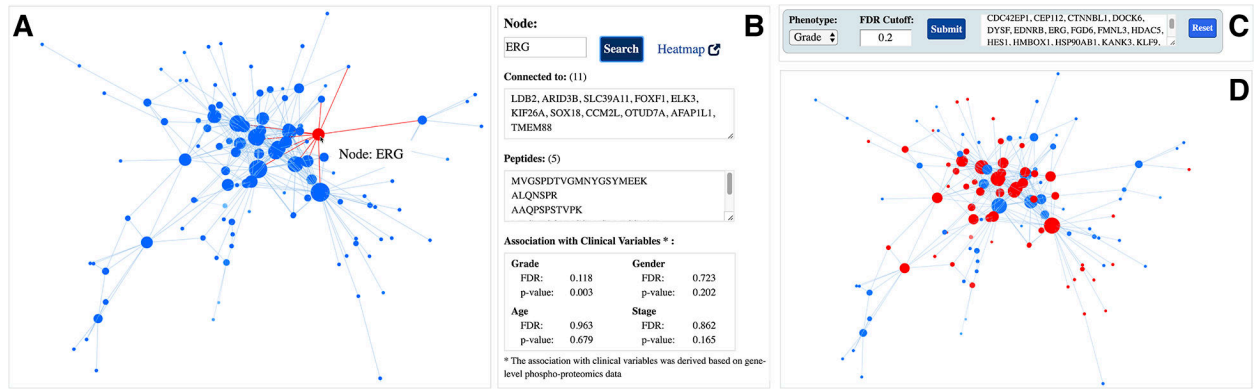 A
Node: ERG
B
Node:
ERG
Search
Heatmap
Connected to: (11)
LDB2, ARID3B, SLC39A11, FOXF1, ELK3,
KIF26A, SOX18, CCM2L, OTUD7A, AFAP1L1,
TMEM88
Peptides: (5)
MVGSPDTVGMNYGSYMEEK
ALQNSPR
AAQPSPSTVPK
Association with Clinical Variables * :
Grade Gender
FDR: 0.118 FDR: 0.723
p-value: 0.003 p-value: 0.202
Age Stage
FDR: 0.963 FDR: 0.862
p-value: 0.679 p-value: 0.165
* The association with clinical variables was derived based on gene-
level phospho-proteomics data
C
Phenotype: FDR Cutoff:
Grade 0.2 Submit
CDC42EP1, CEP112, CTNNBL1, DOCK6,
DYSF, EDNRB, ERG, FGD6, FMNL3, HDAC5,
HES1, HMBOX1, HSP90AB1, KANK3, KLF9,
Reset
D